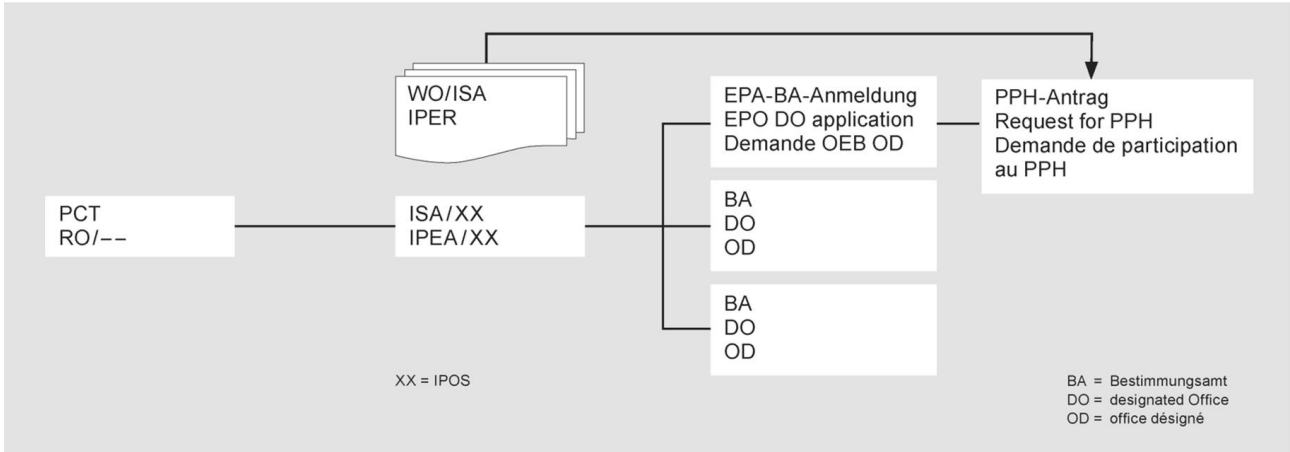 WO/ISA
IPER
EPA-BA-Anmeldung
EPO DO application
Demande OEB OD
PPH-Antrag
Request for PPH
Demande de participation
au PPH
PCT
RO/––
ISA/XX
IPEA/XX
BA
DO
OD
BA
DO
OD
XX = IPOS
BA = Bestimmungsamt
DO = designated Office
OD = office désigné